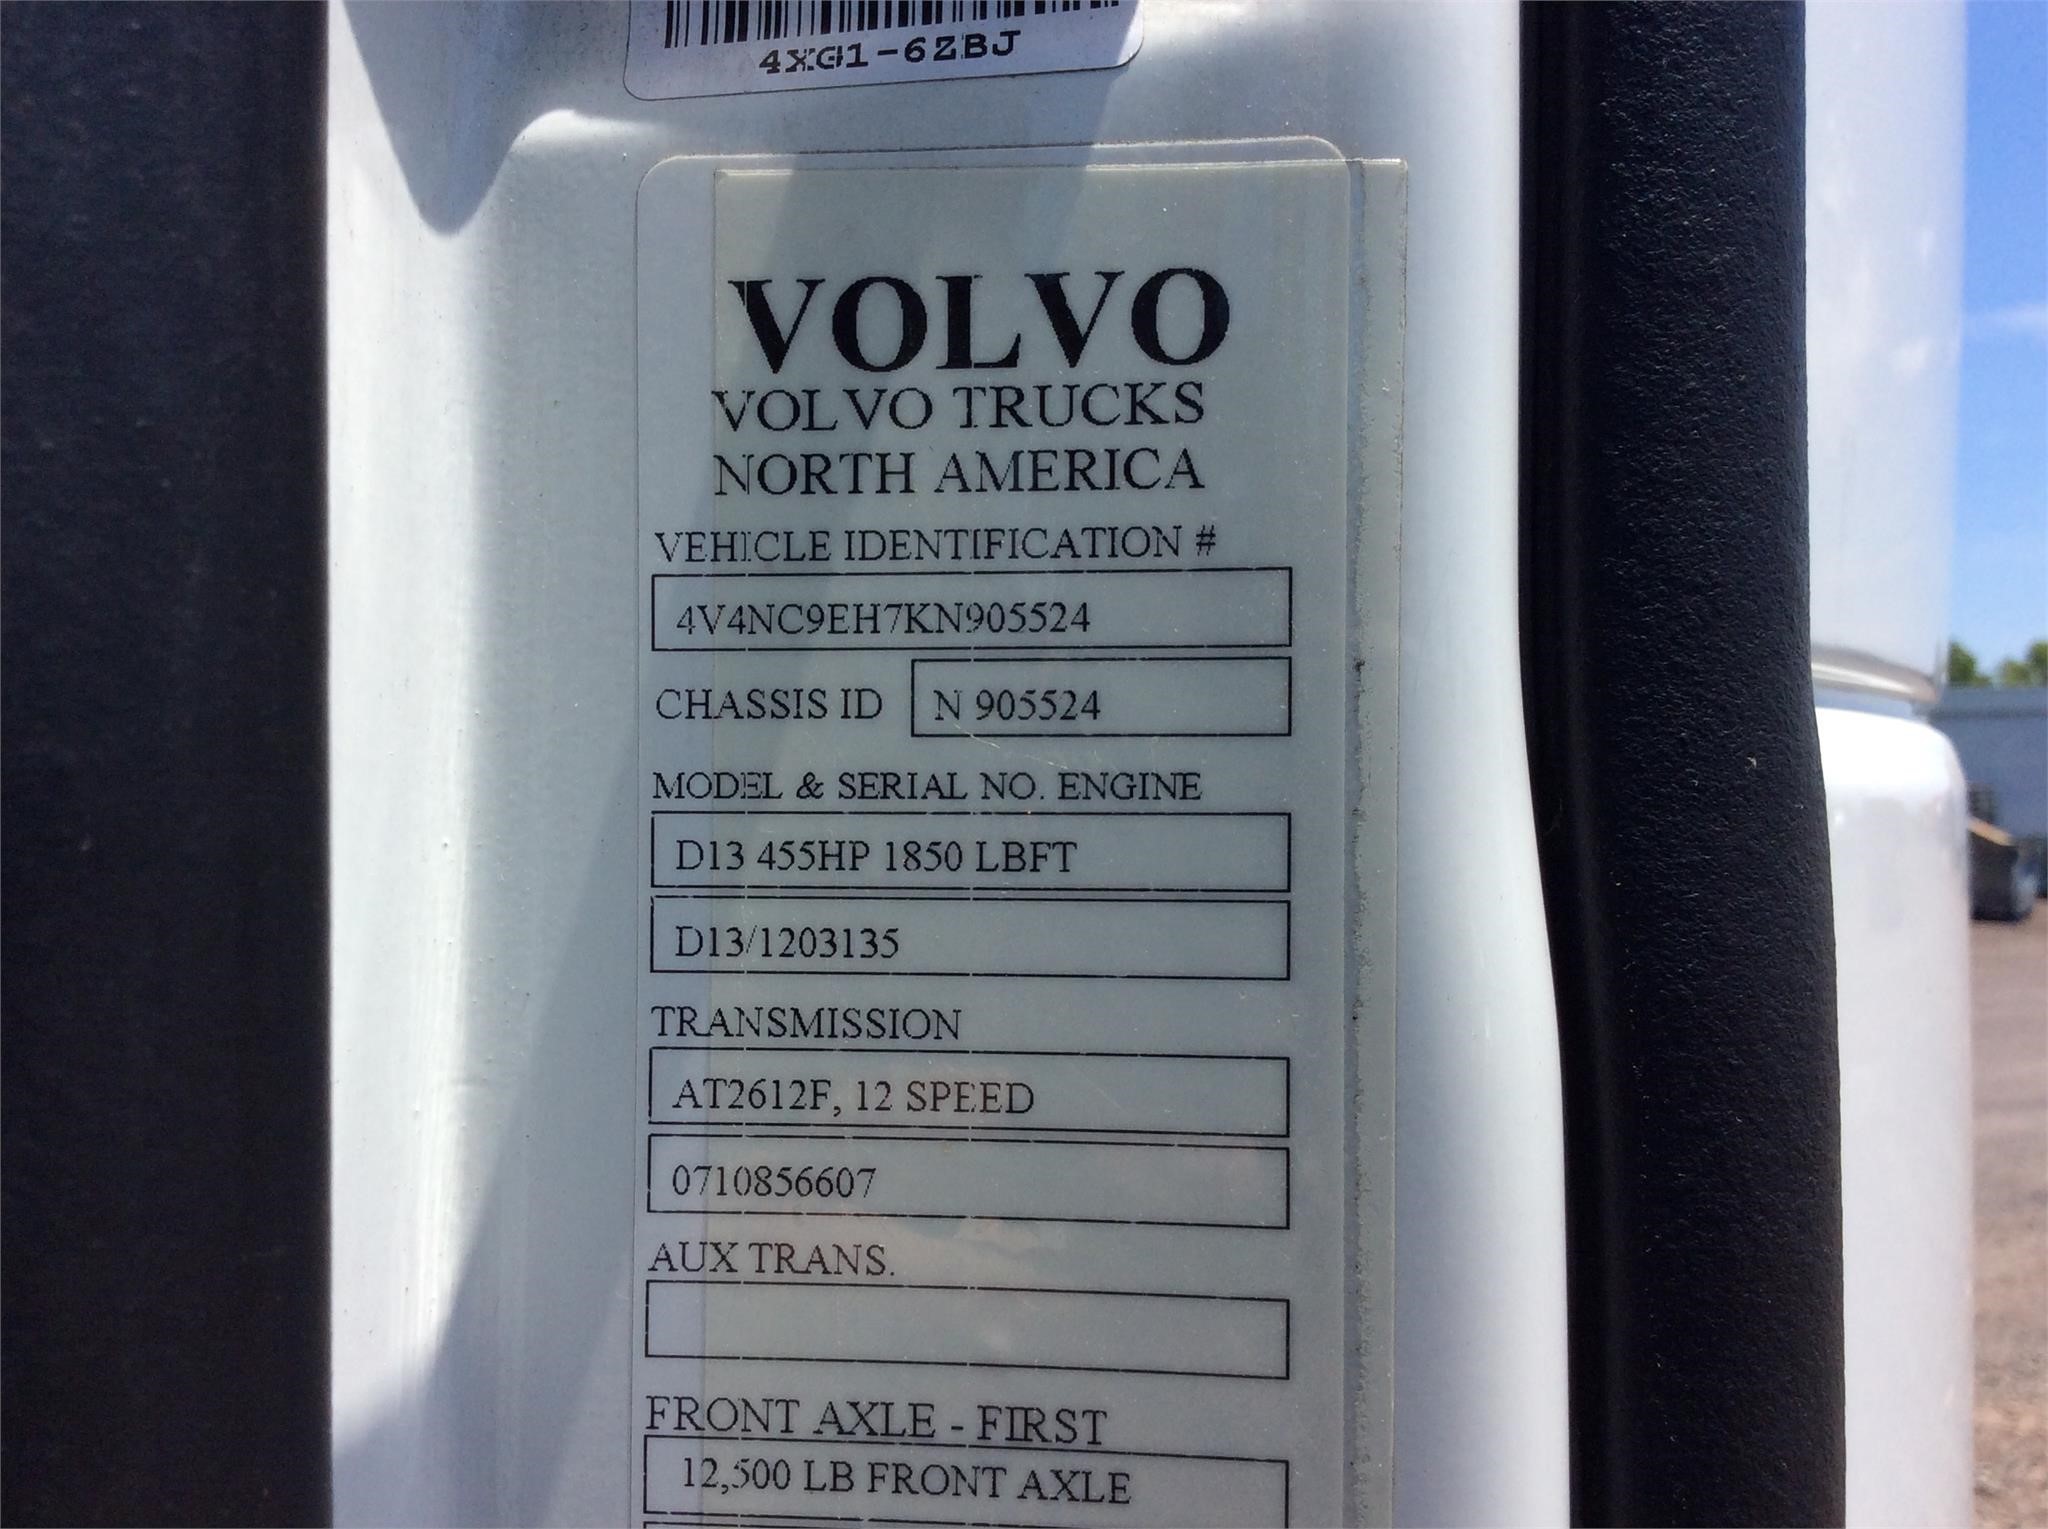 4XG1-6ZBJ
VOLVO
VOLVO TRUCKS
NORTH AMERICA
VEHICLE IDENTIFICATION #
4V4NC9EH7KN905524
CHASSIS ID N 905524
MODEL & SERIAL NO. ENGINE
D13 455HP 1850 LBFT
D13/1203135
TRANSMISSION
AT2612F, 12 SPEED
0710856607
AUX TRANS.
FRONT AXLE - FIRST
12,500 LB FRONT AXLE